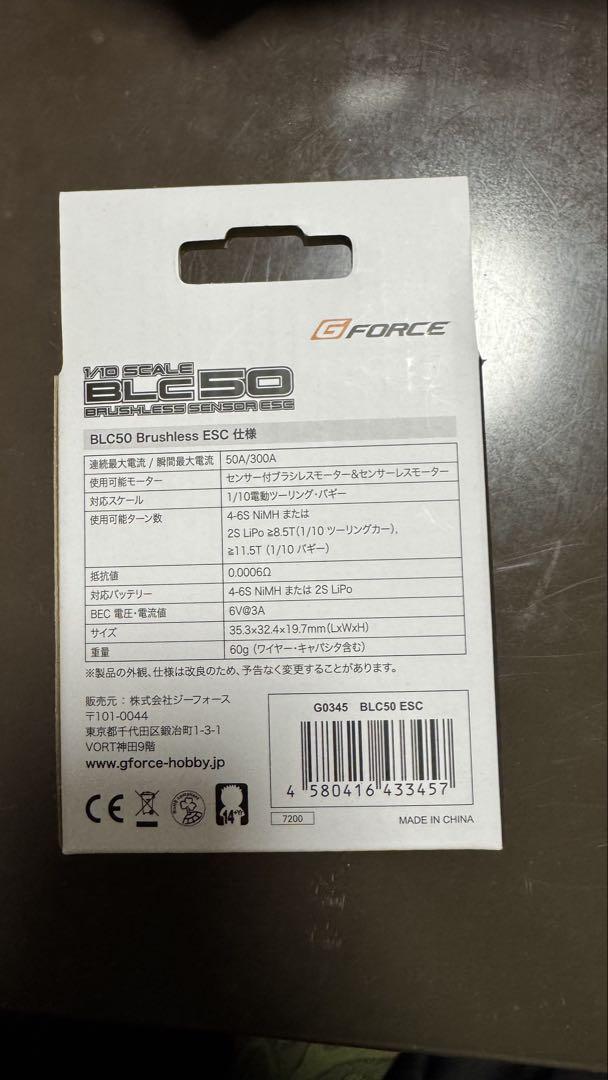 G FORCE
1/10 SCALE
BLC50
BRUSHLESS SENSOR ESC
BLC50 Brushless ESC 仕様
連続最大電流 / 瞬間最大電流 50A/300A
使用可能モーター センサー付ブラシレスモーター&センサーレスモーター
対応スケール 1/10電動ツーリング・バギー
使用可能ターン数 4-6S NiMH または
2S LiPo ≧8.5T(1/10 ツーリングカー),
≧11.5T (1/10 バギー)
抵抗値 0.0006Ω
対応バッテリー 4-6S NiMH または 2S LiPo
BEC 電圧・電流値 6V@3A
サイズ 35.3×32.4×19.7mm(LxWxH)
重量 60g (ワイヤー・キャパシタ含む)
※製品の外観、仕様は改良のため、予告なく変更することがあります。
販売元 : 株式会社ジーフォース
〒101-0044
東京都千代田区鍛冶町1-3-1
VORT神田9階
www.gforce-hobby.jp
G0345 BLC50 ESC
4 580416 433457
CE
14+
7200
MADE IN CHINA